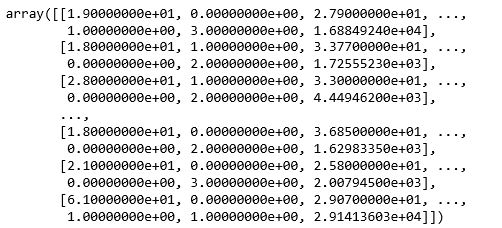 array([[1.90000000e+01, 0.00000000e+00, 2.79000000e+01, ...,
        1.00000000e+00, 3.00000000e+00, 1.68849240e+04],
       [1.80000000e+01, 1.00000000e+00, 3.37700000e+01, ...,
        0.00000000e+00, 2.00000000e+00, 1.72555230e+03],
       [2.80000000e+01, 1.00000000e+00, 3.30000000e+01, ...,
        0.00000000e+00, 2.00000000e+00, 4.44946200e+03],
       ...,
       [1.80000000e+01, 0.00000000e+00, 3.68500000e+01, ...,
        0.00000000e+00, 2.00000000e+00, 1.62983350e+03],
       [2.10000000e+01, 0.00000000e+00, 2.58000000e+01, ...,
        0.00000000e+00, 3.00000000e+00, 2.00794500e+03],
       [6.10000000e+01, 0.00000000e+00, 2.90700000e+01, ...,
        1.00000000e+00, 1.00000000e+00, 2.91413603e+04]])